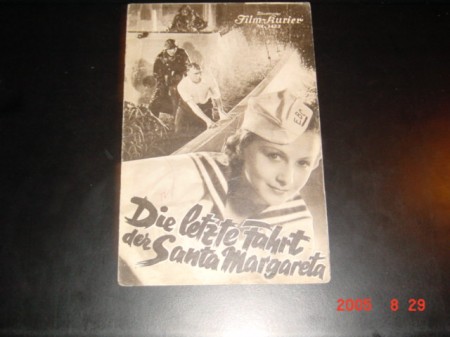 Film-Kurier
Die letzte Fahrt
der Santa Margareta
2005 8 29